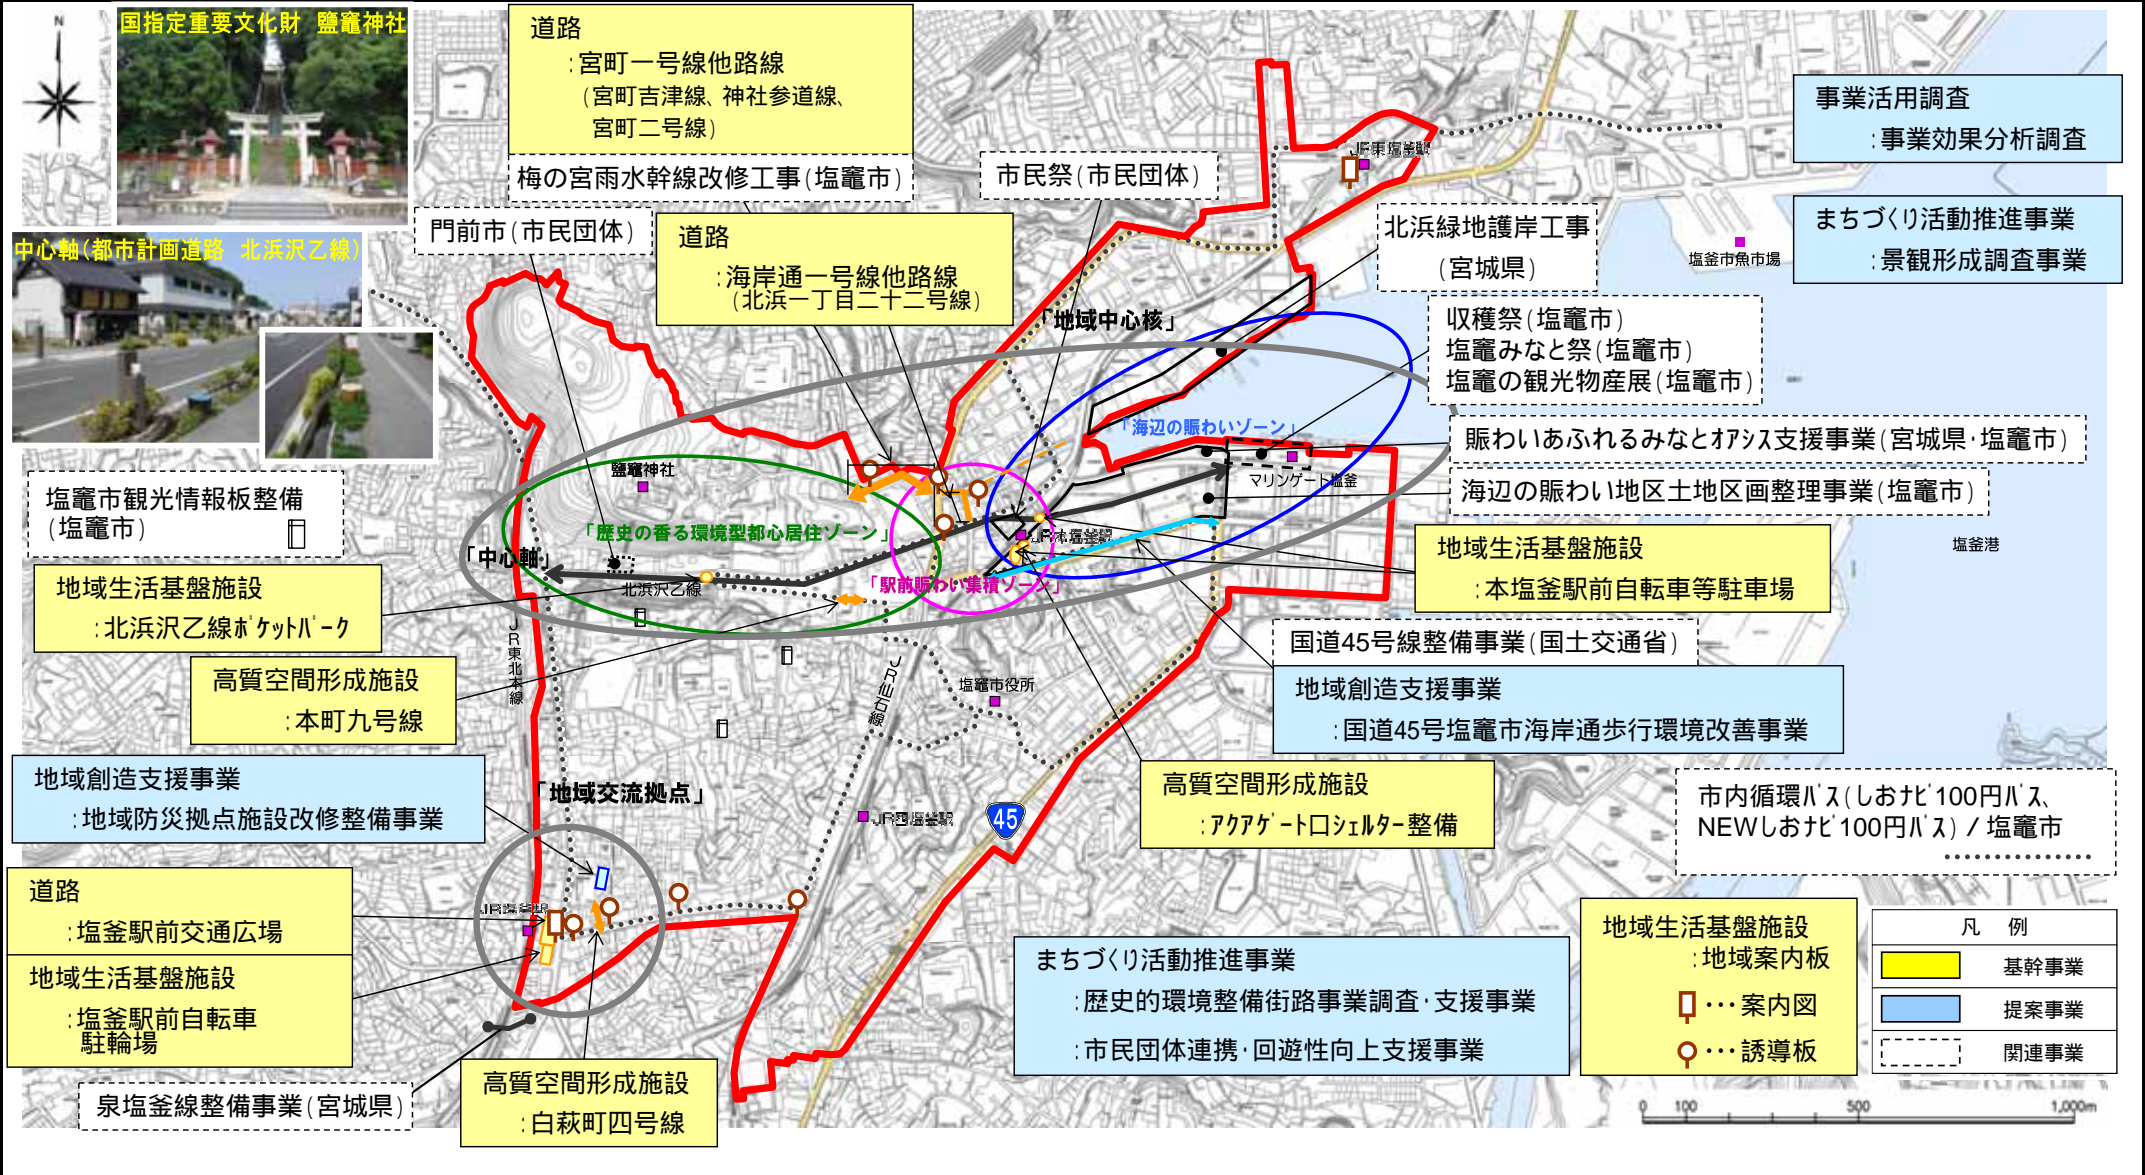 N
国指定重要文化財　鹽竈神社
中心軸(都市計画道路　北浜沢乙線)
道路
:宮町一号線他路線
(宮町吉津線、神社参道線、
宮町二号線)
梅の宮雨水幹線改修工事(塩竈市)
門前市(市民団体)
道路
:海岸通一号線他路線
(北浜一丁目二十二号線)
市民祭(市民団体)
JR東塩釜駅
事業活用調査
:事業効果分析調査
まちづくり活動推進事業
:景観形成調査事業
北浜緑地護岸工事
(宮城県)
塩釜市魚市場
収穫祭(塩竈市)
塩竈みなと祭(塩竈市)
塩竈の観光物産展(塩竈市)
賑わいあふれるみなとオアシス支援事業(宮城県・塩竈市)
海辺の賑わい地区土地区画整理事業(塩竈市)
「地域中心核」
「海辺の賑わいゾーン」
マリンゲート塩釜
鹽竈神社
「歴史の香る環境型都心居住ゾーン」
「中心軸」
北浜沢乙線
JR本塩釜駅
「駅前賑わい集積ゾーン」
塩釜港
塩竈市観光情報板整備
(塩竈市)
地域生活基盤施設
:北浜沢乙線ポケットパーク
高質空間形成施設
:本町九号線
JR東北本線
JR仙石線
塩竈市役所
地域生活基盤施設
:本塩釜駅前自転車等駐車場
国道45号線整備事業(国土交通省)
地域創造支援事業
:国道45号塩竈市海岸通歩行環境改善事業
地域創造支援事業
:地域防災拠点施設改修整備事業
「地域交流拠点」
JR西塩釜駅
45
高質空間形成施設
:アクアゲート口シェルター整備
市内循環バス(しおナビ100円バス、
NEWしおナビ100円バス) / 塩竈市
道路
:塩釜駅前交通広場
地域生活基盤施設
:塩釜駅前自転車
駐輪場
JR塩釜駅
泉塩釜線整備事業(宮城県)
高質空間形成施設
:白萩町四号線
まちづくり活動推進事業
:歴史的環境整備街路事業調査・支援事業
:市民団体連携・回遊性向上支援事業
地域生活基盤施設
:地域案内板
・・・案内図
・・・誘導板
凡　例
基幹事業
提案事業
関連事業
0 100 500 1,000m